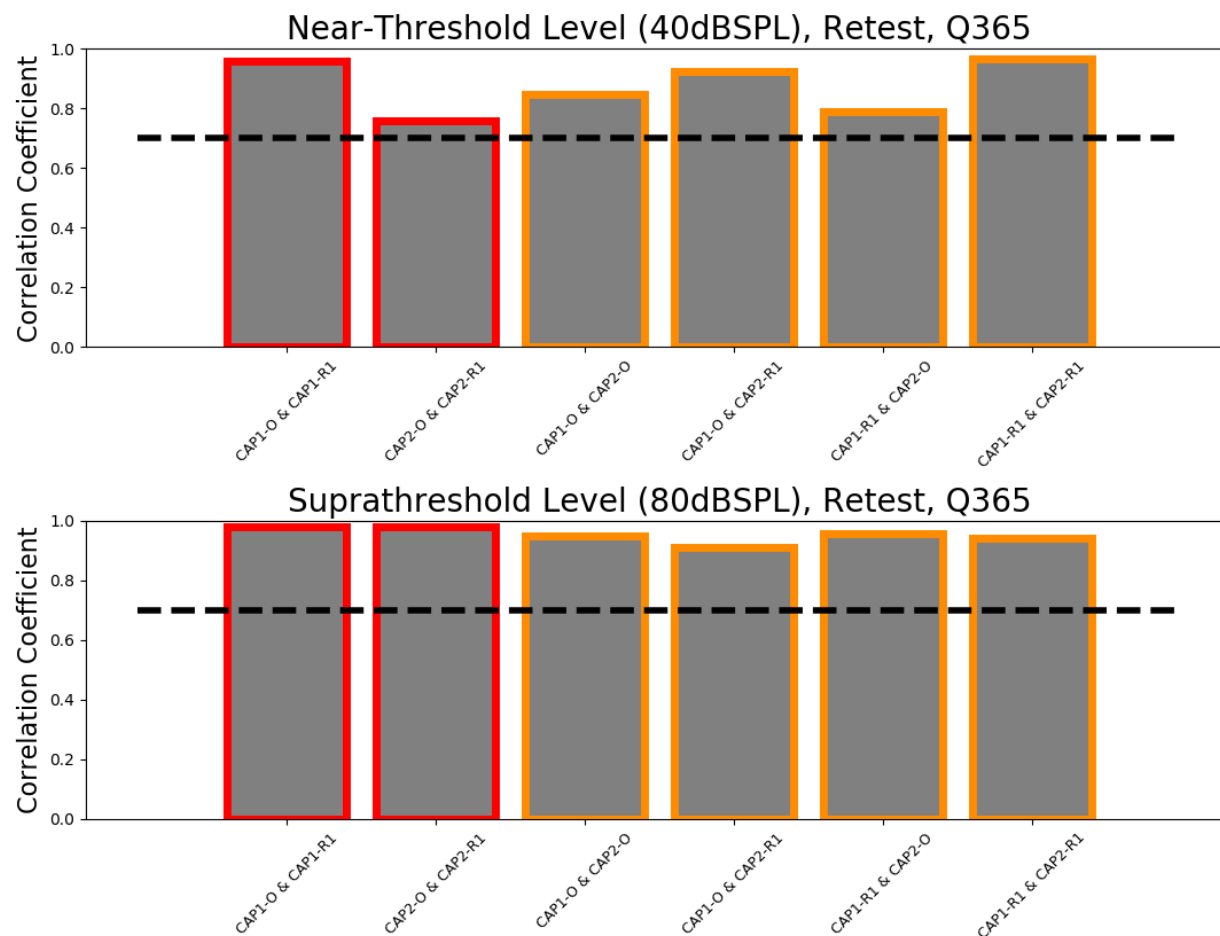 Near-Threshold Level (40dBSPL), Retest, Q365
Correlation Coefficient
1.0
0.8
0.6
0.4
0.2
0.0
CAP1-O & CAP1-R1
CAP2-O & CAP2-R1
CAP1-O & CAP2-O
CAP1-O & CAP2-R1
CAP1-R1 & CAP2-O
CAP1-R1 & CAP2-R1
Suprathreshold Level (80dBSPL), Retest, Q365
Correlation Coefficient
1.0
0.8
0.6
0.4
0.2
0.0
CAP1-O & CAP1-R1
CAP2-O & CAP2-R1
CAP1-O & CAP2-O
CAP1-O & CAP2-R1
CAP1-R1 & CAP2-O
CAP1-R1 & CAP2-R1